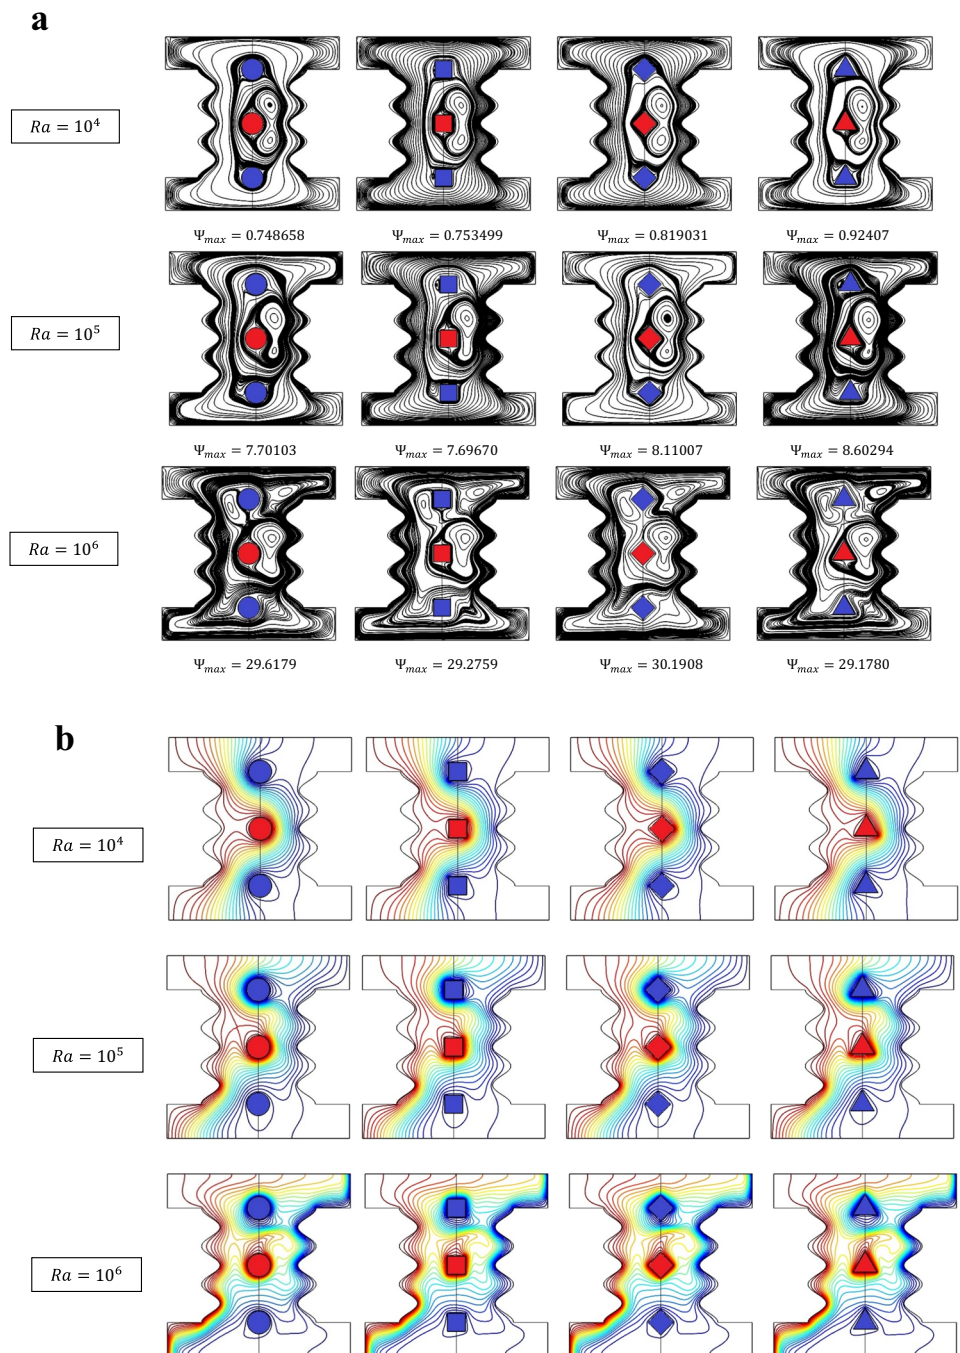 a
Ra = 10⁴
Ψmax = 0.748658
Ψmax = 0.753499
Ψmax = 0.819031
Ψmax = 0.92407
Ra = 10⁵
Ψmax = 7.70103
Ψmax = 7.69670
Ψmax = 8.11007
Ψmax = 8.60294
Ra = 10⁶
Ψmax = 29.6179
Ψmax = 29.2759
Ψmax = 30.1908
Ψmax = 29.1780
b
Ra = 10⁴
Ra = 10⁵
Ra = 10⁶